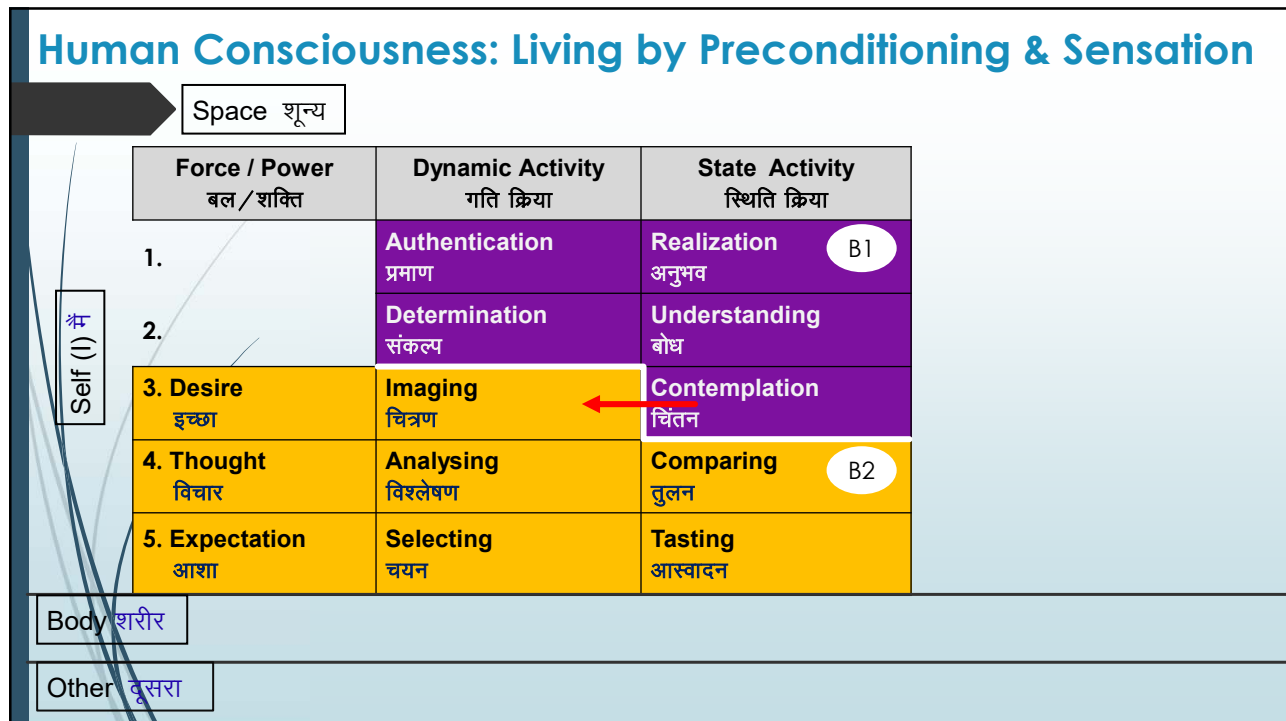 Human Consciousness: Living by Preconditioning & Sensation
Space शून्य
Force / Power
बल/शक्ति
Dynamic Activity
गति क्रिया
State Activity
स्थिति क्रिया
1.
Authentication
प्रमाण
Realization
अनुभव
B1
2.
Determination
संकल्प
Understanding
बोध
Self (I) मैं
3. Desire
इच्छा
Imaging
चित्रण
Contemplation
चिंतन
4. Thought
विचार
Analysing
विश्लेषण
Comparing
तुलन
B2
5. Expectation
आशा
Selecting
चयन
Tasting
आस्वादन
Body शरीर
Other दूसरा